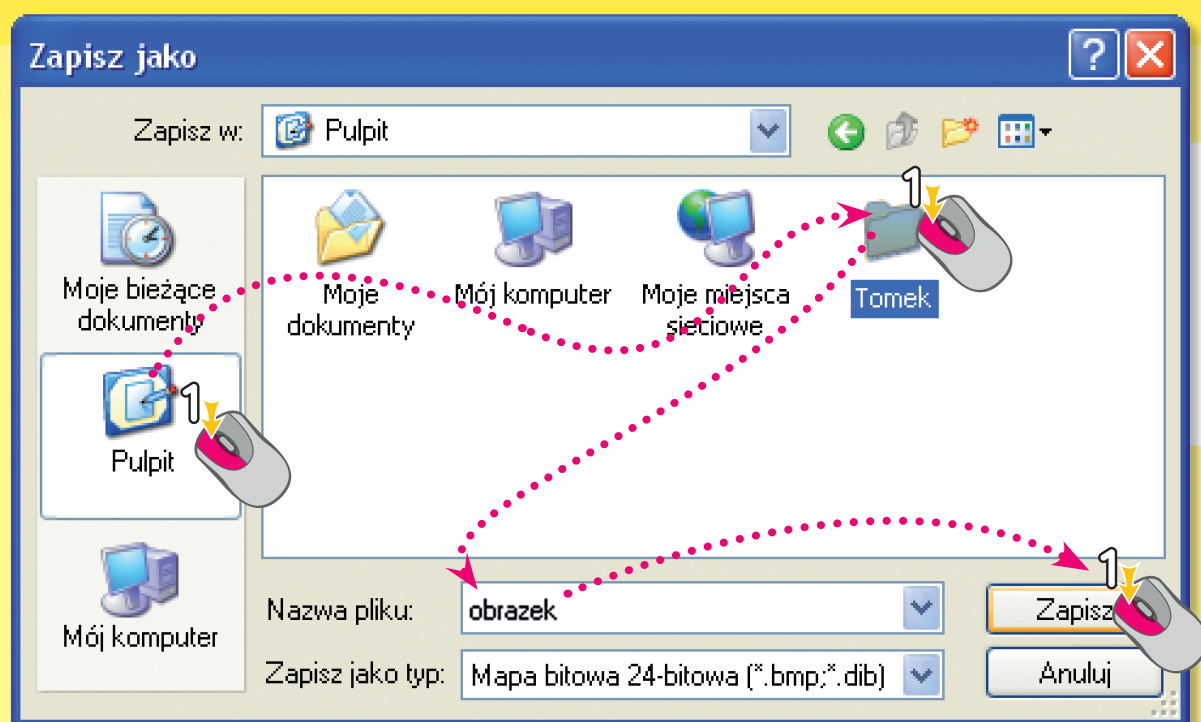 Zapisz jako
?
Zapisz w:
Pulpit
Moje bieżące
dokumenty
Pulpit
Mój komputer
Moje
dokumenty
Mój komputer
Moje miejsca
sieciowe
Tomek
1
1
Nazwa pliku:
obrazek
Zapisz
1
Zapisz jako typ:
Mapa bitowa 24-bitowa (*.bmp;*.dib)
Anuluj